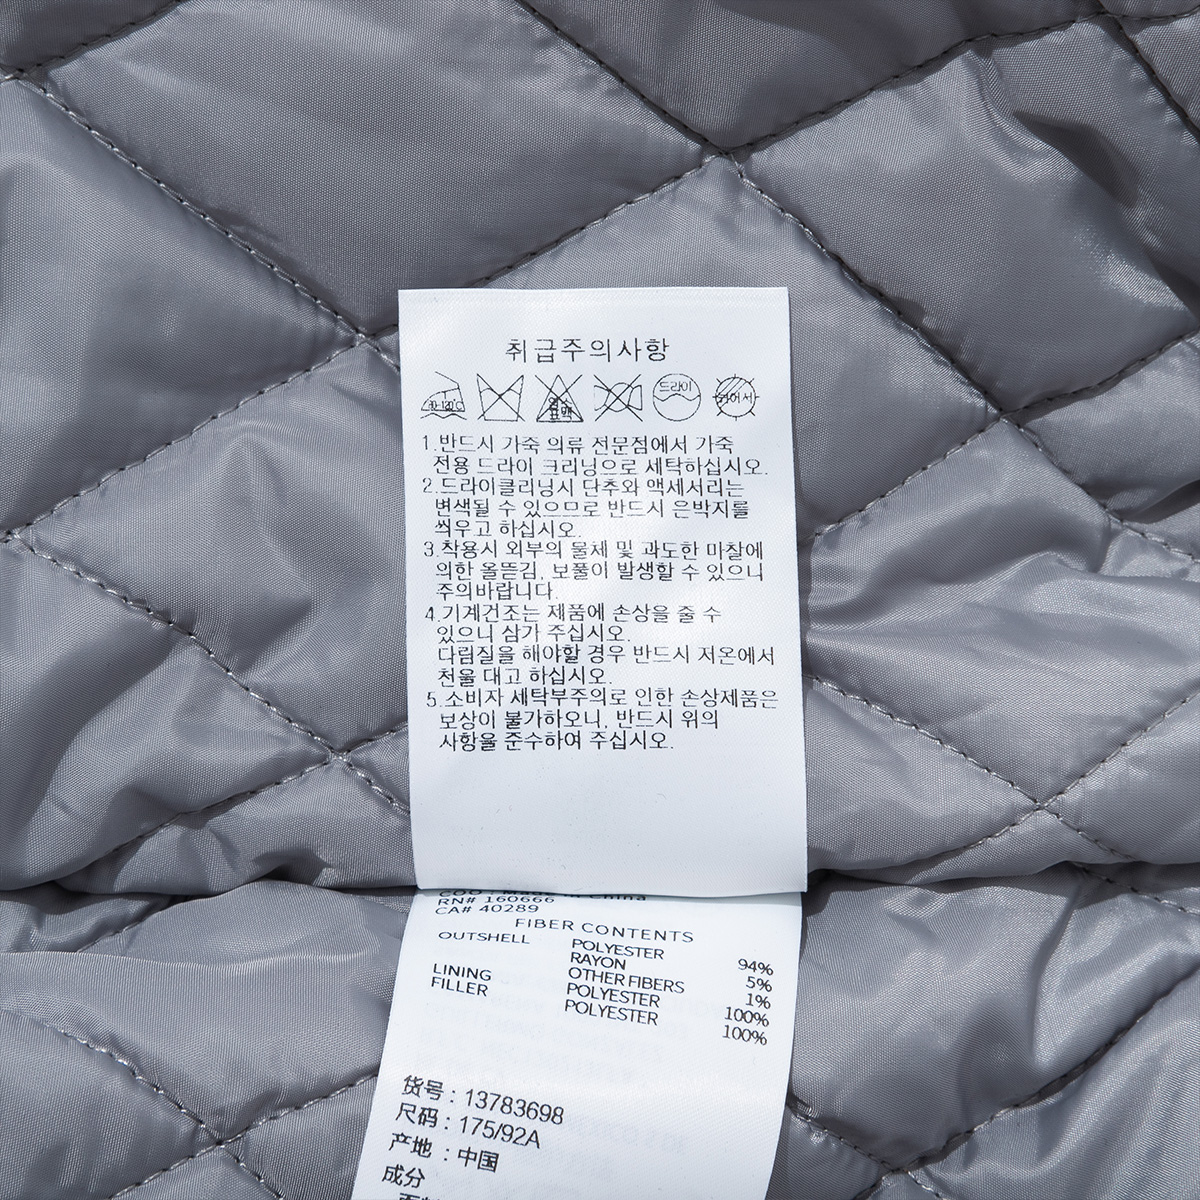 취급주의사항
80-120℃ 염소표백 드라이 뉘어서
1.반드시 가죽 의류 전문점에서 가죽
전용 드라이 크리닝으로 세탁하십시오.
2.드라이클리닝시 단추와 액세서리는
변색될 수 있으므로 반드시 은박지를
씌우고 하십시오.
3.착용시 외부의 물체 및 과도한 마찰에
의한 올뜯김, 보풀이 발생할 수 있으니
주의바랍니다.
4.기계건조는 제품에 손상을 줄 수
있으니 삼가 주십시오.
다림질을 해야할 경우 반드시 저온에서
천을 대고 하십시오.
5.소비자 세탁부주의로 인한 손상제품은
보상이 불가하오니, 반드시 위의
사항을 준수하여 주십시오.
RN# 160666
CA# 40289
FIBER CONTENTS
OUTSHELL POLYESTER 94%
RAYON 5%
OTHER FIBERS 1%
LINING POLYESTER 100%
FILLER POLYESTER 100%
货号：13783698
尺码：175/92A
产地：中国
成分